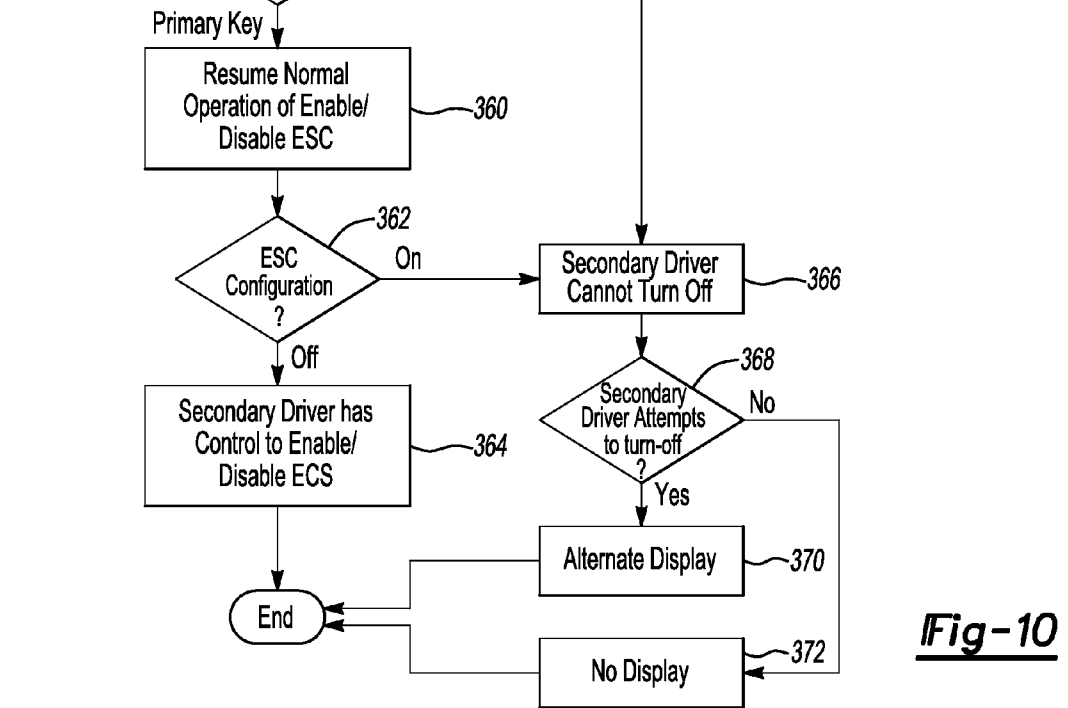 Primary Key
Resume Normal
Operation of Enable/
Disable ESC
360
362
ESC
Configuration
?
On
Off
Secondary Driver has
Control to Enable/
Disable ECS
364
End
Secondary Driver
Cannot Turn Off
366
368
Secondary
Driver Attempts
to turn-off
?
No
Yes
Alternate Display
370
No Display
372
Fig-10